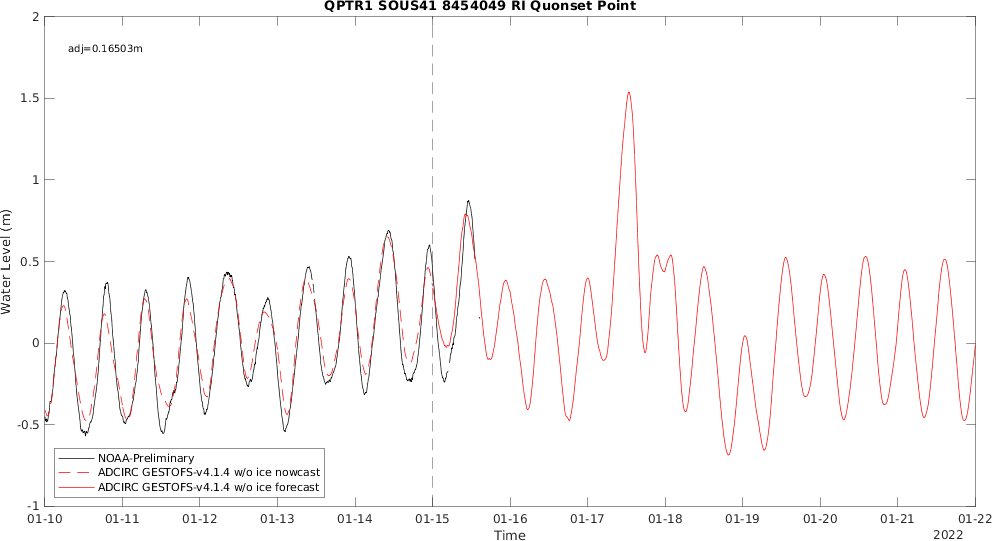 QPTR1 SOUS41 8454049 RI Quonset Point
adj=0.16503m
2
1.5
1
0.5
0
-0.5
-1
Water Level (m)
NOAA-Preliminary
ADCIRC GESTOFS-v4.1.4 w/o ice nowcast
ADCIRC GESTOFS-v4.1.4 w/o ice forecast
01-10 01-11 01-12 01-13 01-14 01-15 01-16 01-17 01-18 01-19 01-20 01-21 01-22
Time
2022